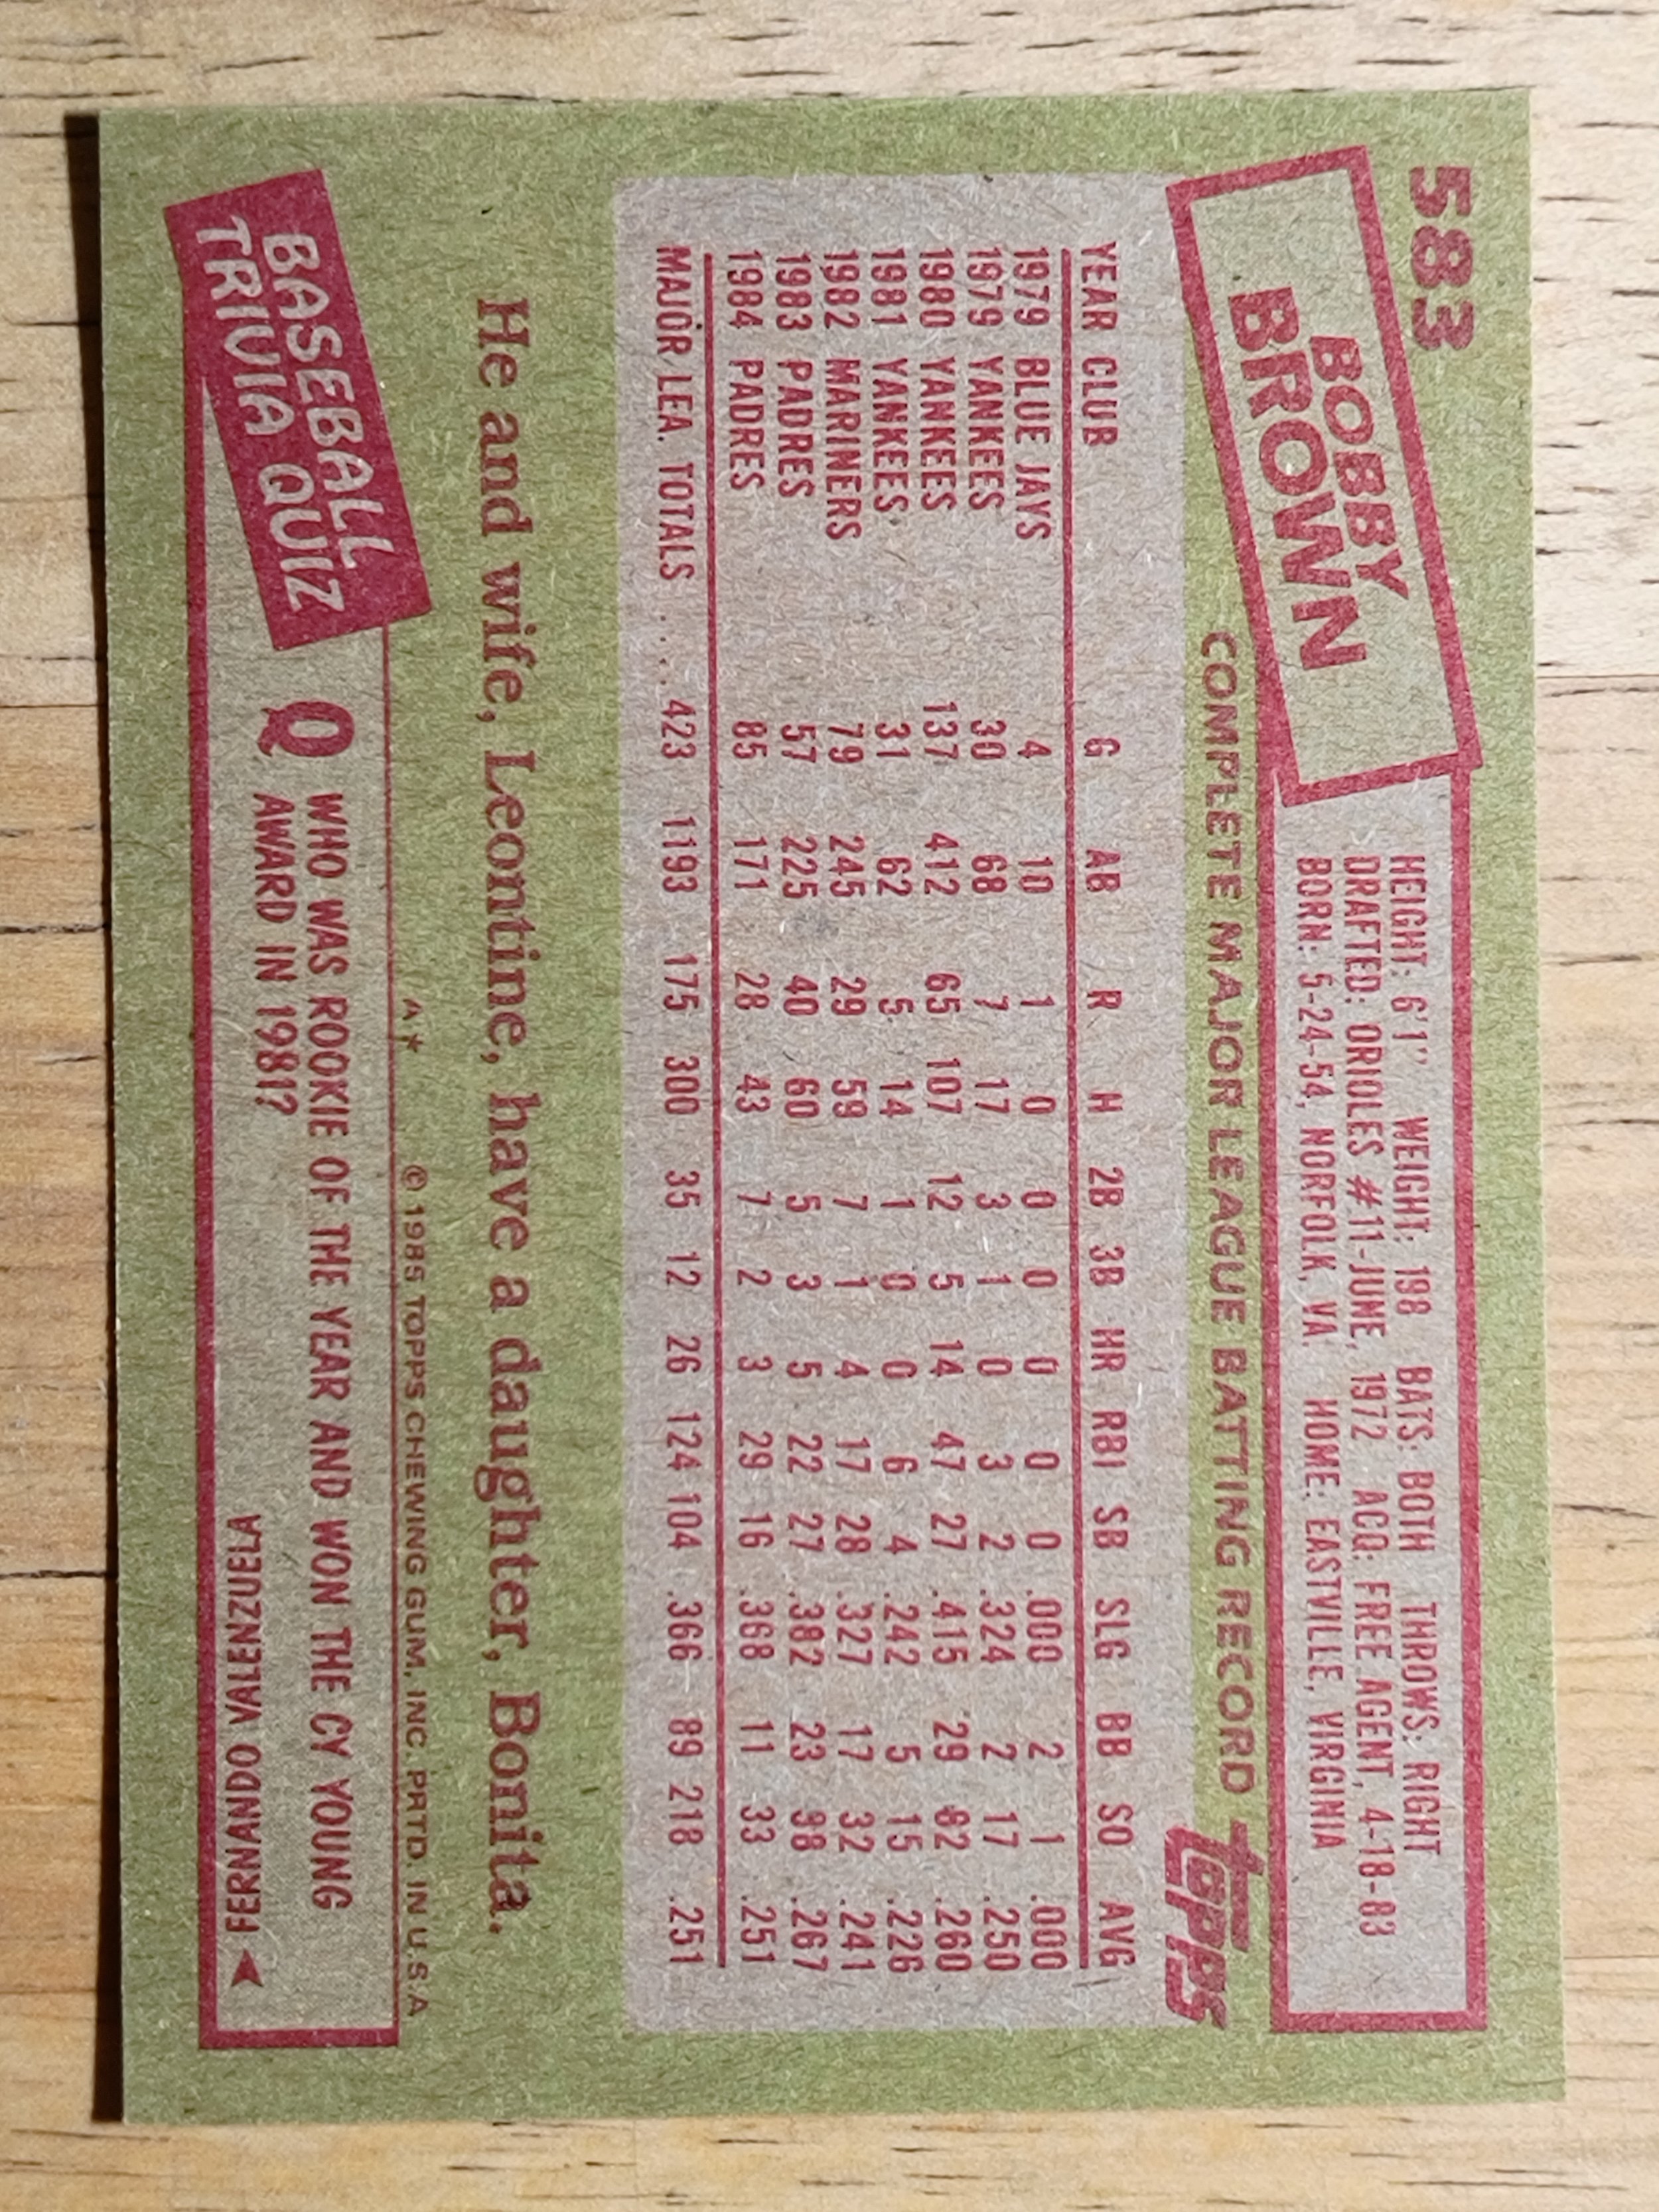 583
BOBBY
BROWN
HEIGHT: 6'1" WEIGHT: 198 BATS: BOTH THROWS: RIGHT
DRAFTED: ORIOLES #11-JUNE, 1972 ACQ: FREE AGENT, 4-18-83
BORN: 5-24-54, NORFOLK, VA. HOME: EASTVILLE, VIRGINIA
COMPLETE MAJOR LEAGUE BATTING RECORD
topps
YEAR CLUB G AB R H 2B 3B HR RBI SB SLG BB SO AVG
1979 BLUE JAYS 4 10 1 0 0 0 0 0 0 .000 2 1 .000
1979 YANKEES 30 68 7 17 3 1 0 3 2 .324 2 17 .250
1980 YANKEES 137 412 65 107 12 5 14 47 27 .415 29 82 .260
1981 YANKEES 31 62 5 14 1 0 0 6 4 .242 5 15 .226
1982 MARINERS 79 245 29 59 7 1 4 17 28 .327 17 32 .241
1983 PADRES 57 225 40 60 5 3 5 22 27 .382 23 38 .267
1984 PADRES 85 171 28 43 7 2 3 29 16 .368 11 33 .251
MAJOR LEA. TOTALS .....423 1193 175 300 35 12 26 124 104 .366 89 218 .251
He and wife, Leontine, have a daughter, Bonita.
A* © 1985 TOPPS CHEWING GUM, INC. PRTD. IN U.S.A
BASEBALL
TRIVIA QUIZ
Q WHO WAS ROOKIE OF THE YEAR AND WON THE CY YOUNG
AWARD IN 1981?
FERNANDO VALENZUELA